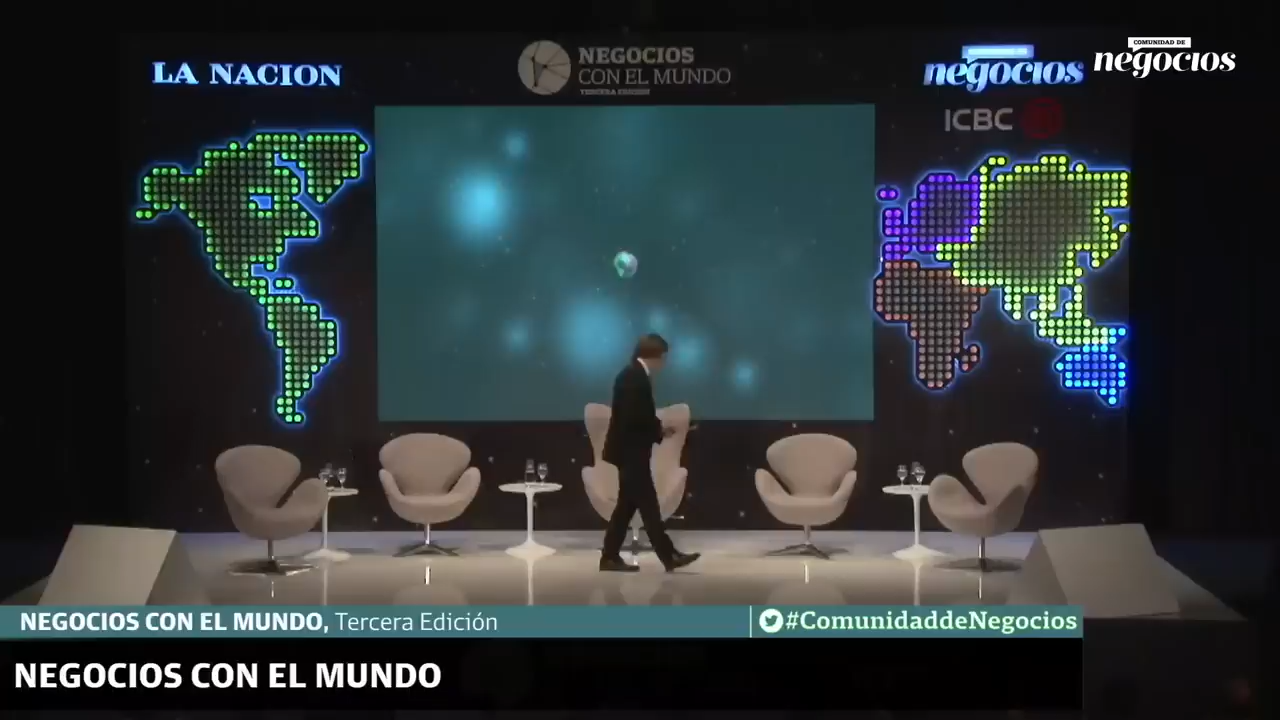 LA NACION
NEGOCIOS
CON EL MUNDO
TERCERA EDICIÓN
negocios
ICBC
COMUNIDAD DE
negocios
NEGOCIOS CON EL MUNDO, Tercera Edición
#ComunidaddeNegocios
NEGOCIOS CON EL MUNDO